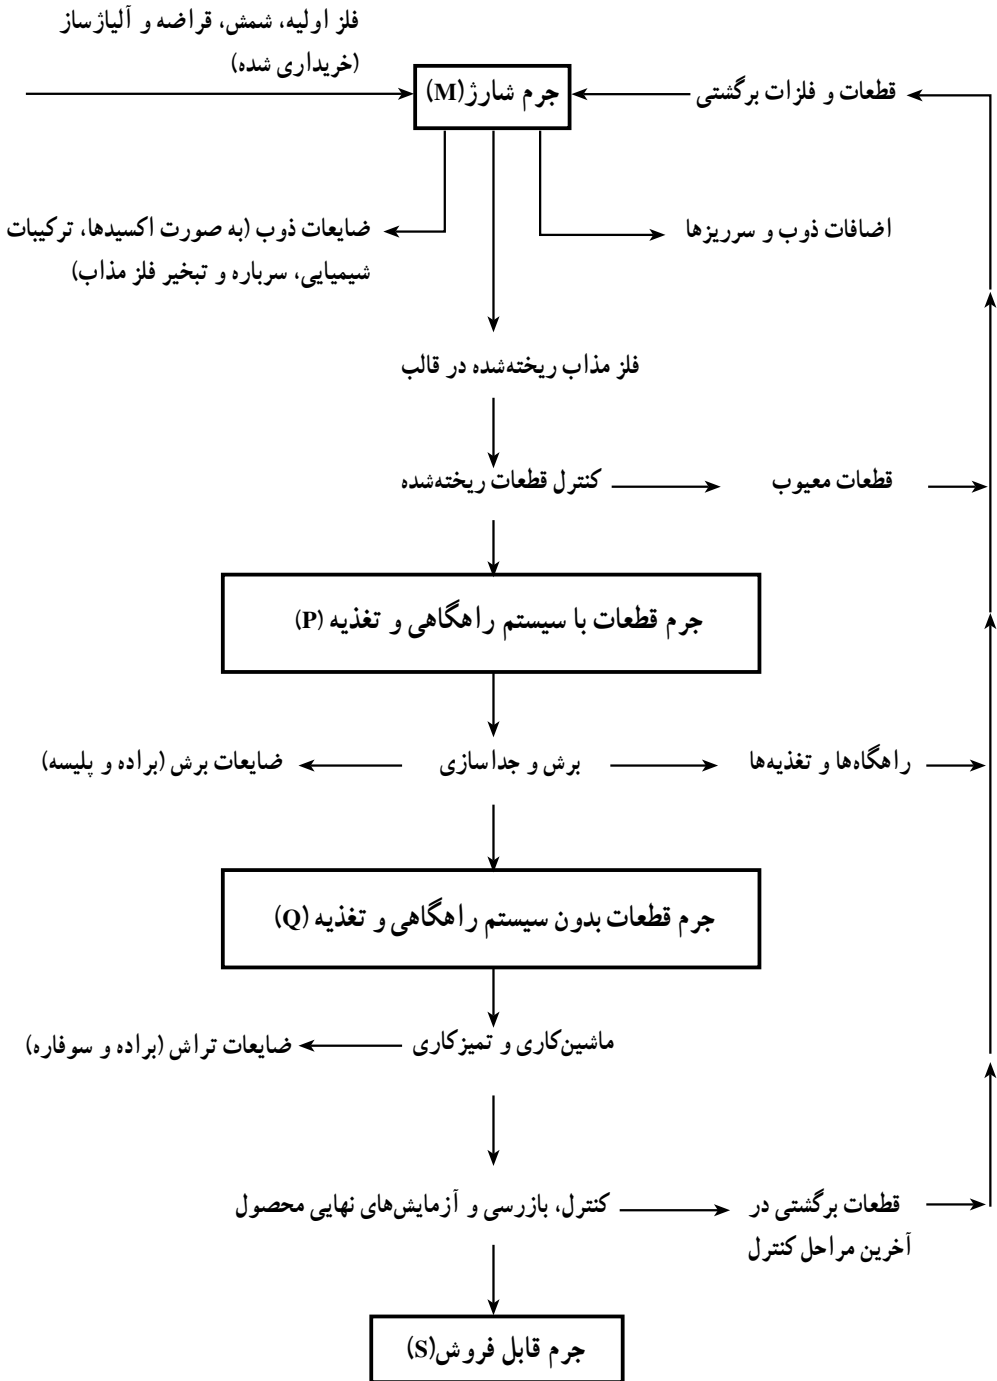 فلز اولیه، شمش، قراضه و آلیاژساز
(خریداری شده)
قطعات و فلزات برگشتی
جرم شارژ(M)
اضافات ذوب و سرریزها
ضایعات ذوب (به صورت اکسیدها، ترکیبات
شیمیایی، سرباره و تبخیر فلز مذاب)
فلز مذاب ریخته‌شده در قالب
کنترل قطعات ریخته‌شده
قطعات معیوب
جرم قطعات با سیستم راهگاهی و تغذیه (P)
راهگاه‌ها و تغذیه‌ها
برش و جداسازی
ضایعات برش (براده و پلیسه)
جرم قطعات بدون سیستم راهگاهی و تغذیه (Q)
ماشین‌کاری و تمیزکاری
ضایعات تراش (براده و سوفاره)
کنترل، بازرسی و آزمایش‌های نهایی محصول
قطعات برگشتی در
آخرین مراحل کنترل
جرم قابل فروش(S)